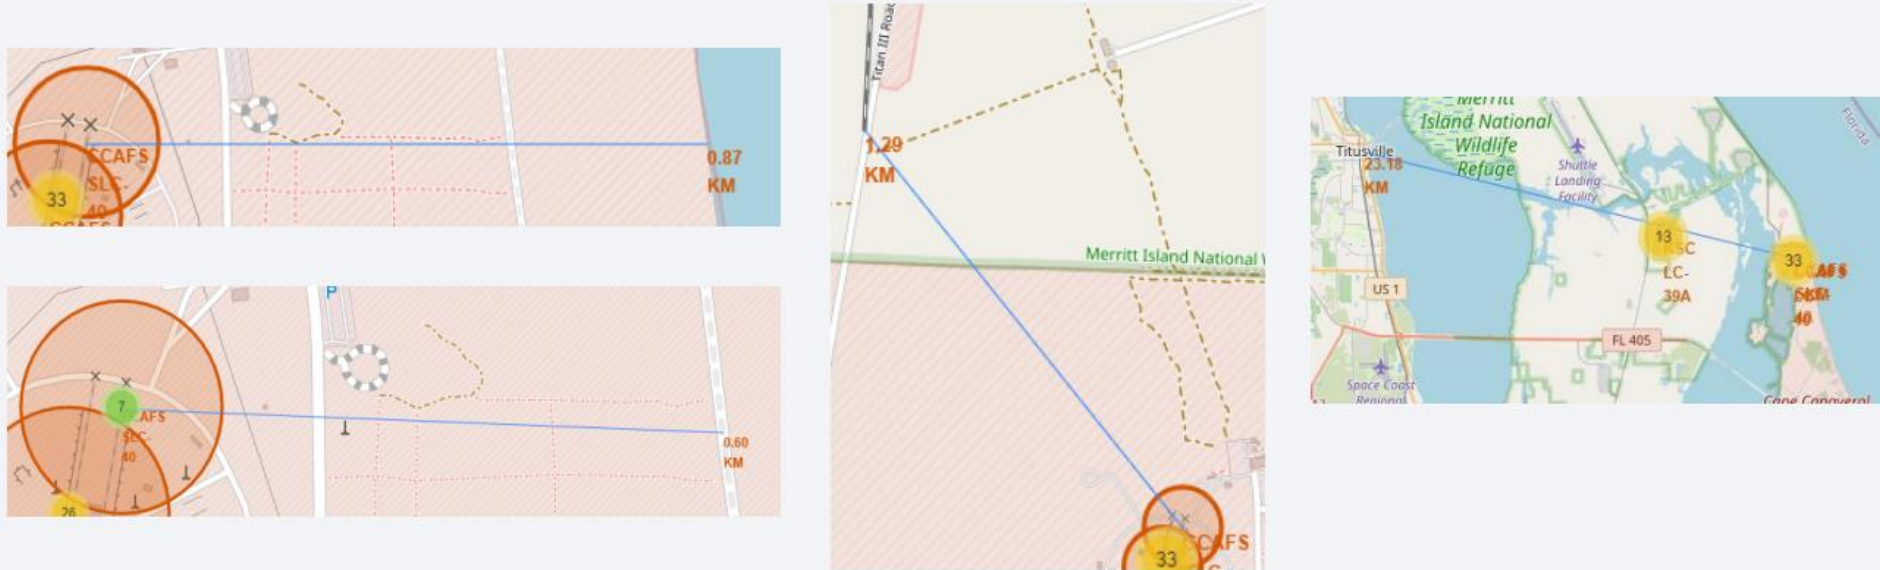 CCAFS
SLC-
40
33
CCAFS
0.87
KM
P
7
CAFS
SLC-
40
26
0.60
KM
Titan III Road
1.29
KM
Merritt Island National
CCAFS
33
Merritt
Island National
Wildlife
Refuge
Florida
Titusville
23.18
KM
Shuttle
Landing
Facility
13
KSC
LC-
39A
33
40
US 1
FL 405
Space Coast
Regional
Cape Canaveral